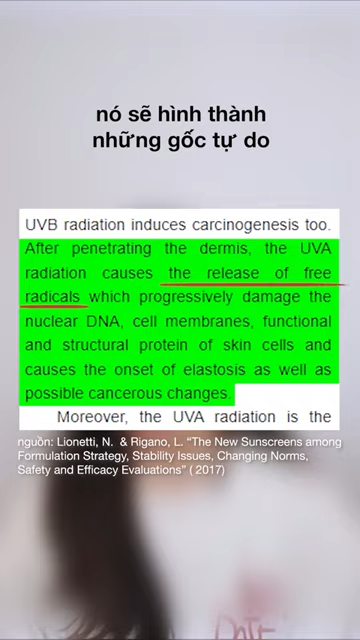 nó sẽ hình thành
những gốc tự do
UVB radiation induces carcinogenesis too.
After penetrating the dermis, the UVA
radiation causes the release of free
radicals which progressively damage the
nuclear DNA, cell membranes, functional
and structural protein of skin cells and
causes the onset of elastosis as well as
possible cancerous changes.
Moreover, the UVA radiation is the
nguồn: Lionetti, N. & Rigano, L. “The New Sunscreens among
Formulation Strategy, Stability Issues, Changing Norms,
Safety and Efficacy Evaluations” ( 2017)